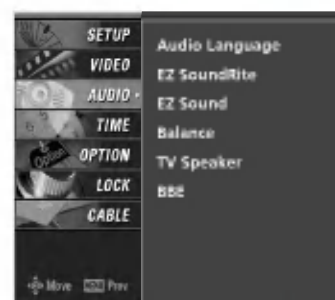 SETUP
VIDEO
AUDIO
TIME
OPTION
LOCK
CABLE
Move MENU Prev
Audio Language
EZ SoundRite
EZ Sound
Balance
TV Speaker
BBE